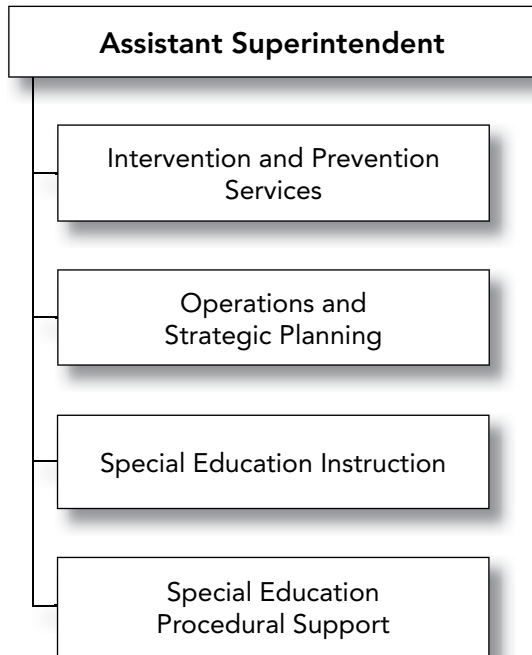 Assistant Superintendent
Intervention and Prevention
Services
Operations and
Strategic Planning
Special Education Instruction
Special Education
Procedural Support